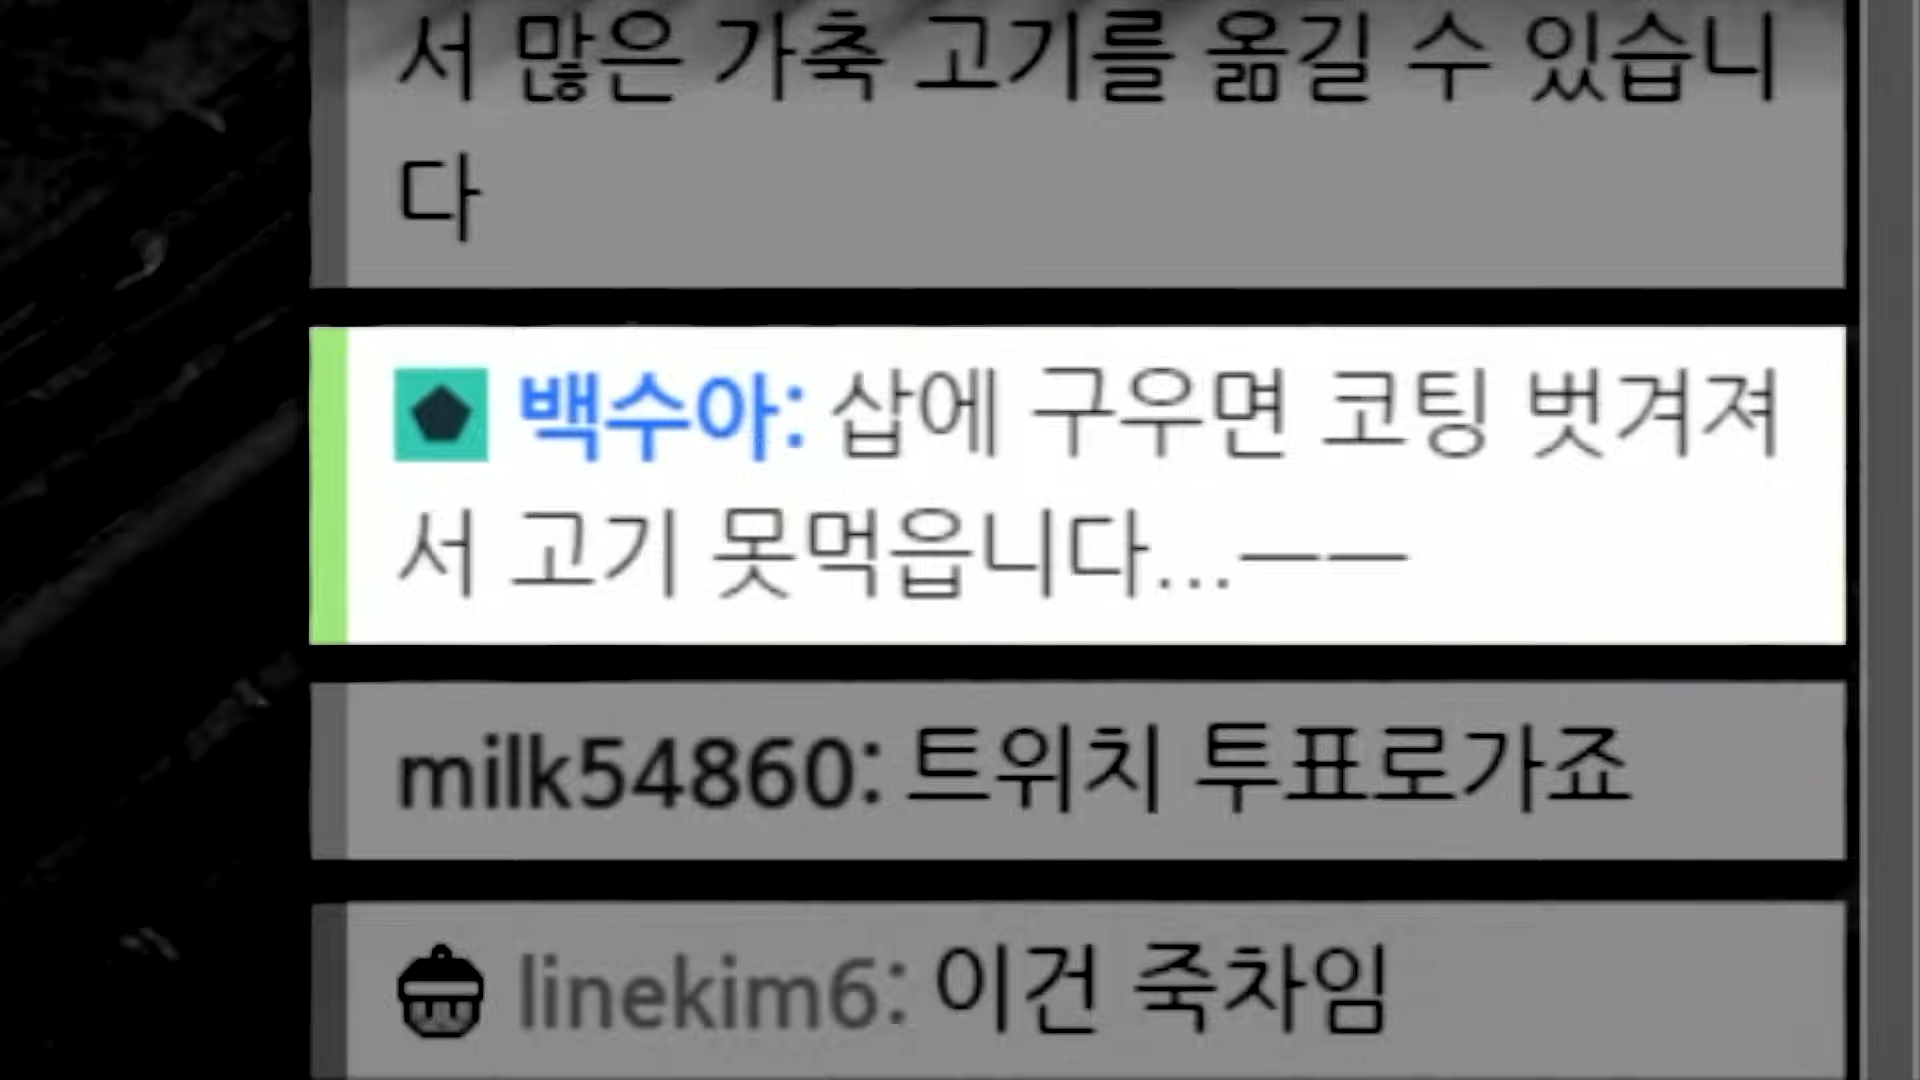 서 많은 가축 고기를 옮길 수 있습니
다
백수아: 삽에 구우면 코팅 벗겨져
서 고기 못먹읍니다...ㅡㅡ
milk54860: 트위치 투표로가죠
linekim6: 이건 죽차임